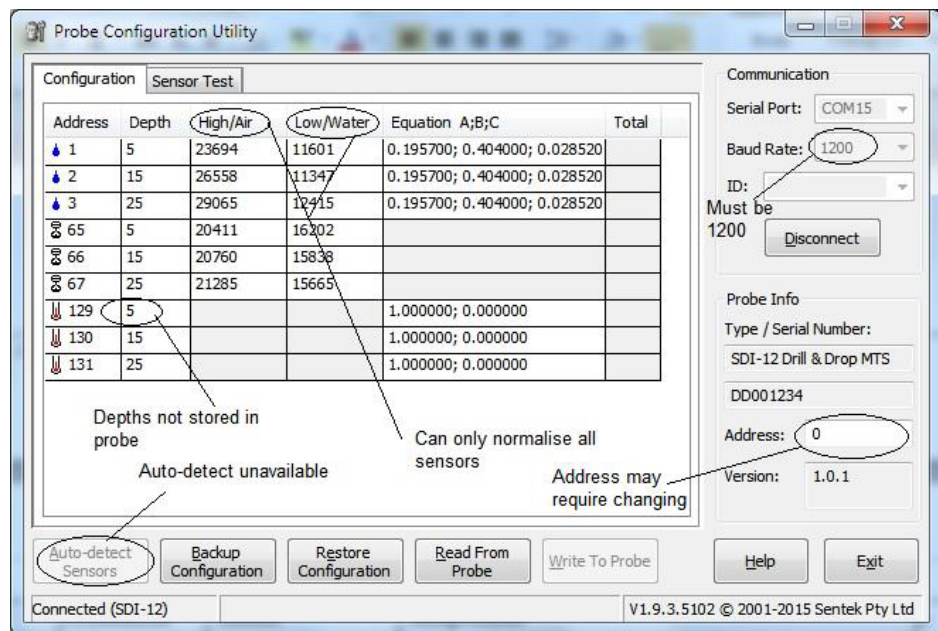 Probe Configuration Utility
Configuration Sensor Test
Address Depth High/Air Low/Water Equation A;B;C Total
1 5 23694 11601 0.195700; 0.404000; 0.028520
2 15 26558 11347 0.195700; 0.404000; 0.028520
3 25 29065 12415 0.195700; 0.404000; 0.028520
65 5 20411 16202
66 15 20760 15838
67 25 21285 15665
129 5 1.000000; 0.000000
130 15 1.000000; 0.000000
131 25 1.000000; 0.000000
Depths not stored in
probe
Can only normalise all
sensors
Auto-detect unavailable
Address may
require changing
Communication
Serial Port: COM15
Baud Rate: 1200
ID:
Must be
1200
Disconnect
Probe Info
Type / Serial Number:
SDI-12 Drill & Drop MTS
DD001234
Address: 0
Version: 1.0.1
Auto-detect
Sensors
Backup
Configuration
Restore
Configuration
Read From
Probe
Write To Probe
Help
Exit
Connected (SDI-12)
V1.9.3.5102 © 2001-2015 Sentek Pty Ltd